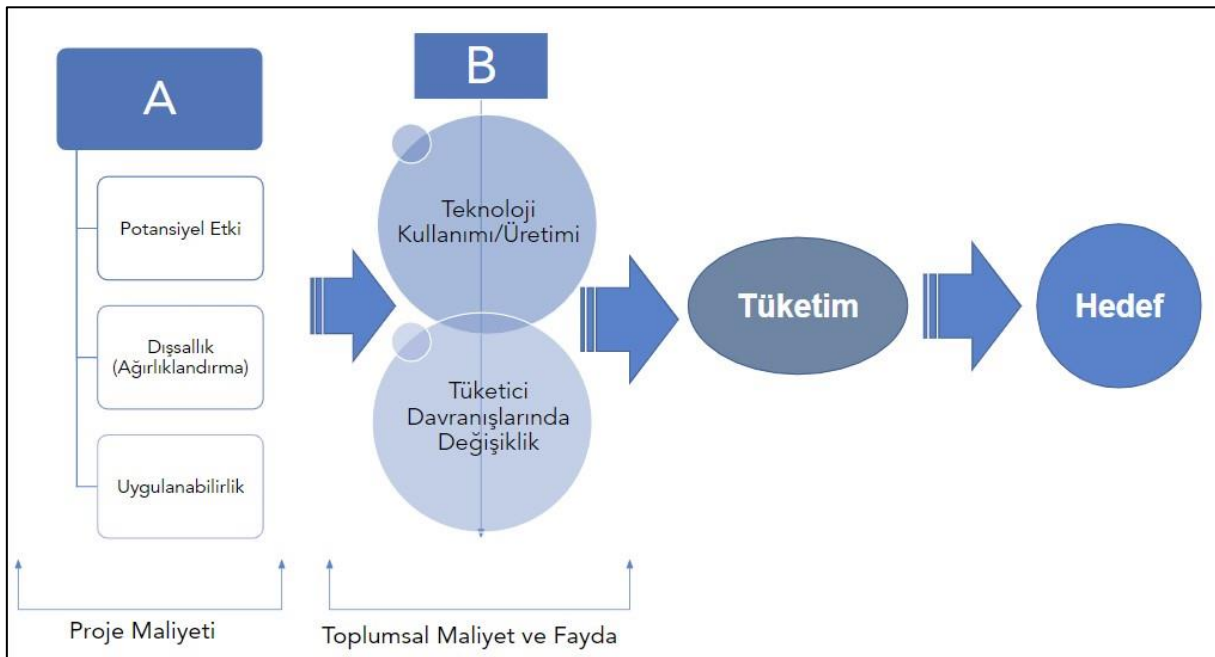 A
Potansiyel Etki
Dışsallık
(Ağırlıklandırma)
Uygulanabilirlik
Proje Maliyeti
B
Teknoloji
Kullanımı/Üretimi
Tüketici
Davranışlarında
Değişiklik
Toplumsal Maliyet ve Fayda
Tüketim
Hedef